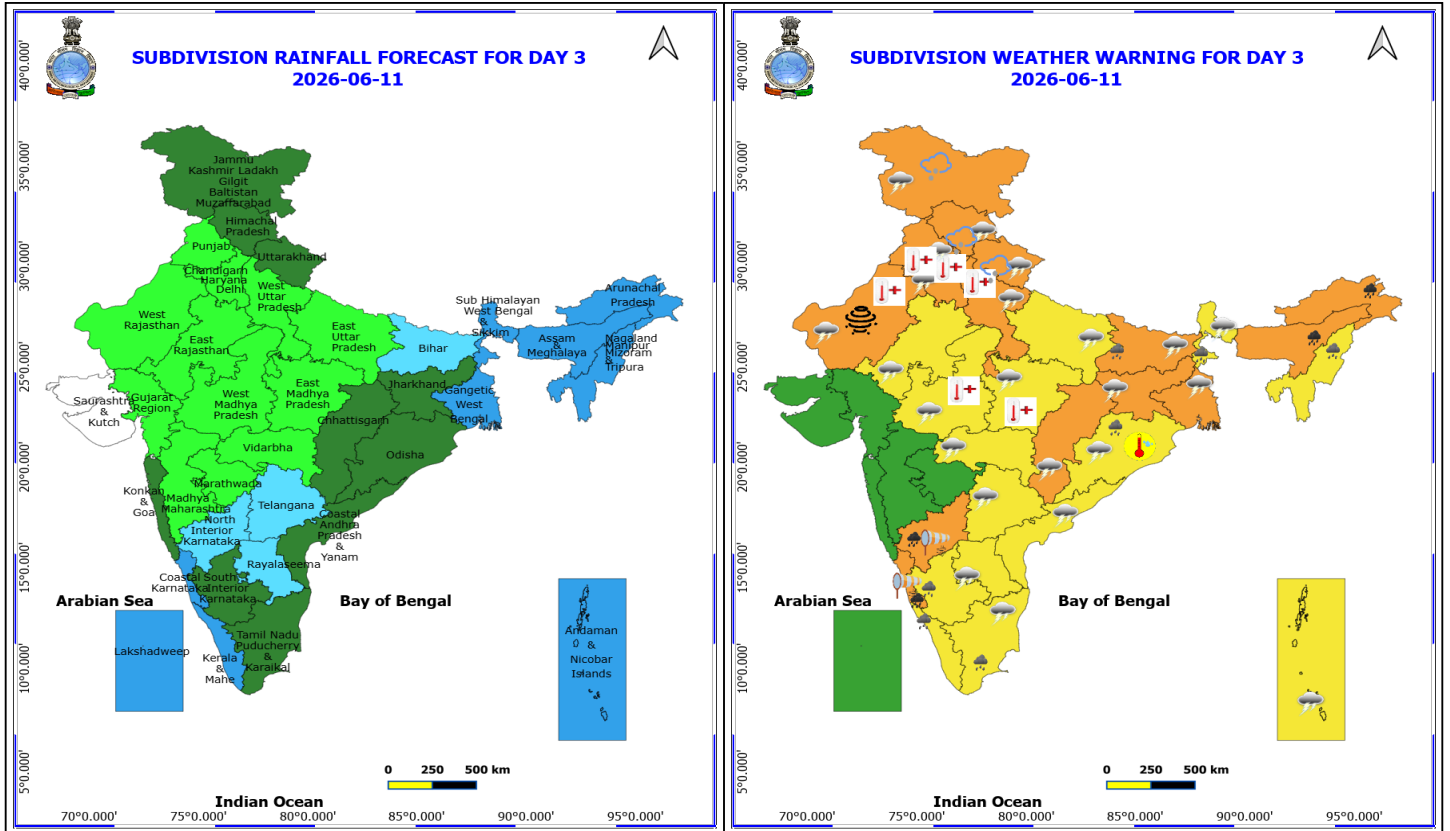 SUBDIVISION RAINFALL FORECAST FOR DAY 3
2026-06-11
40°0.000'
35°0.000'
30°0.000'
25°0.000'
20°0.000'
15°0.000'
10°0.000'
5°0.000'
Jammu
Kashmir Ladakh
Gilgit
Baltistan
Muzaffarabad
Himachal
Pradesh
Punjab
Uttarakhand
Chandigarh
Haryana
Delhi
West
Uttar
Pradesh
West
Rajasthan
East
Rajasthan
East
Uttar
Pradesh
Bihar
Sub Himalayan
West Bengal
&
Sikkim
Arunachal
Pradesh
Assam
&
Meghalaya
Nagaland
Manipur
Mizoram
&
Tripura
Saurashtra
&
Kutch
Gujarat
Region
West
Madhya
Pradesh
East
Madhya
Pradesh
Jharkhand
Gangetic
West
Bengal
Chhattisgarh
Odisha
Vidarbha
Konkan
&
Goa
Madhya
Maharashtra
Marathwada
Telangana
North
Interior
Karnataka
Coastal
Andhra
Pradesh
&
Yanam
Rayalaseema
Coastal
Karnataka
South
Interior
Karnataka
Arabian Sea
Bay of Bengal
Lakshadweep
Kerala
&
Mahe
Tamil Nadu
Puducherry
&
Karaikal
Andaman
&
Nicobar
Islands
0 250 500 km
Indian Ocean
70°0.000' 75°0.000' 80°0.000' 85°0.000' 90°0.000' 95°0.000'
SUBDIVISION WEATHER WARNING FOR DAY 3
2026-06-11
40°0.000'
35°0.000'
30°0.000'
25°0.000'
20°0.000'
15°0.000'
10°0.000'
5°0.000'
Arabian Sea
Bay of Bengal
0 250 500 km
Indian Ocean
70°0.000' 75°0.000' 80°0.000' 85°0.000' 90°0.000' 95°0.000'